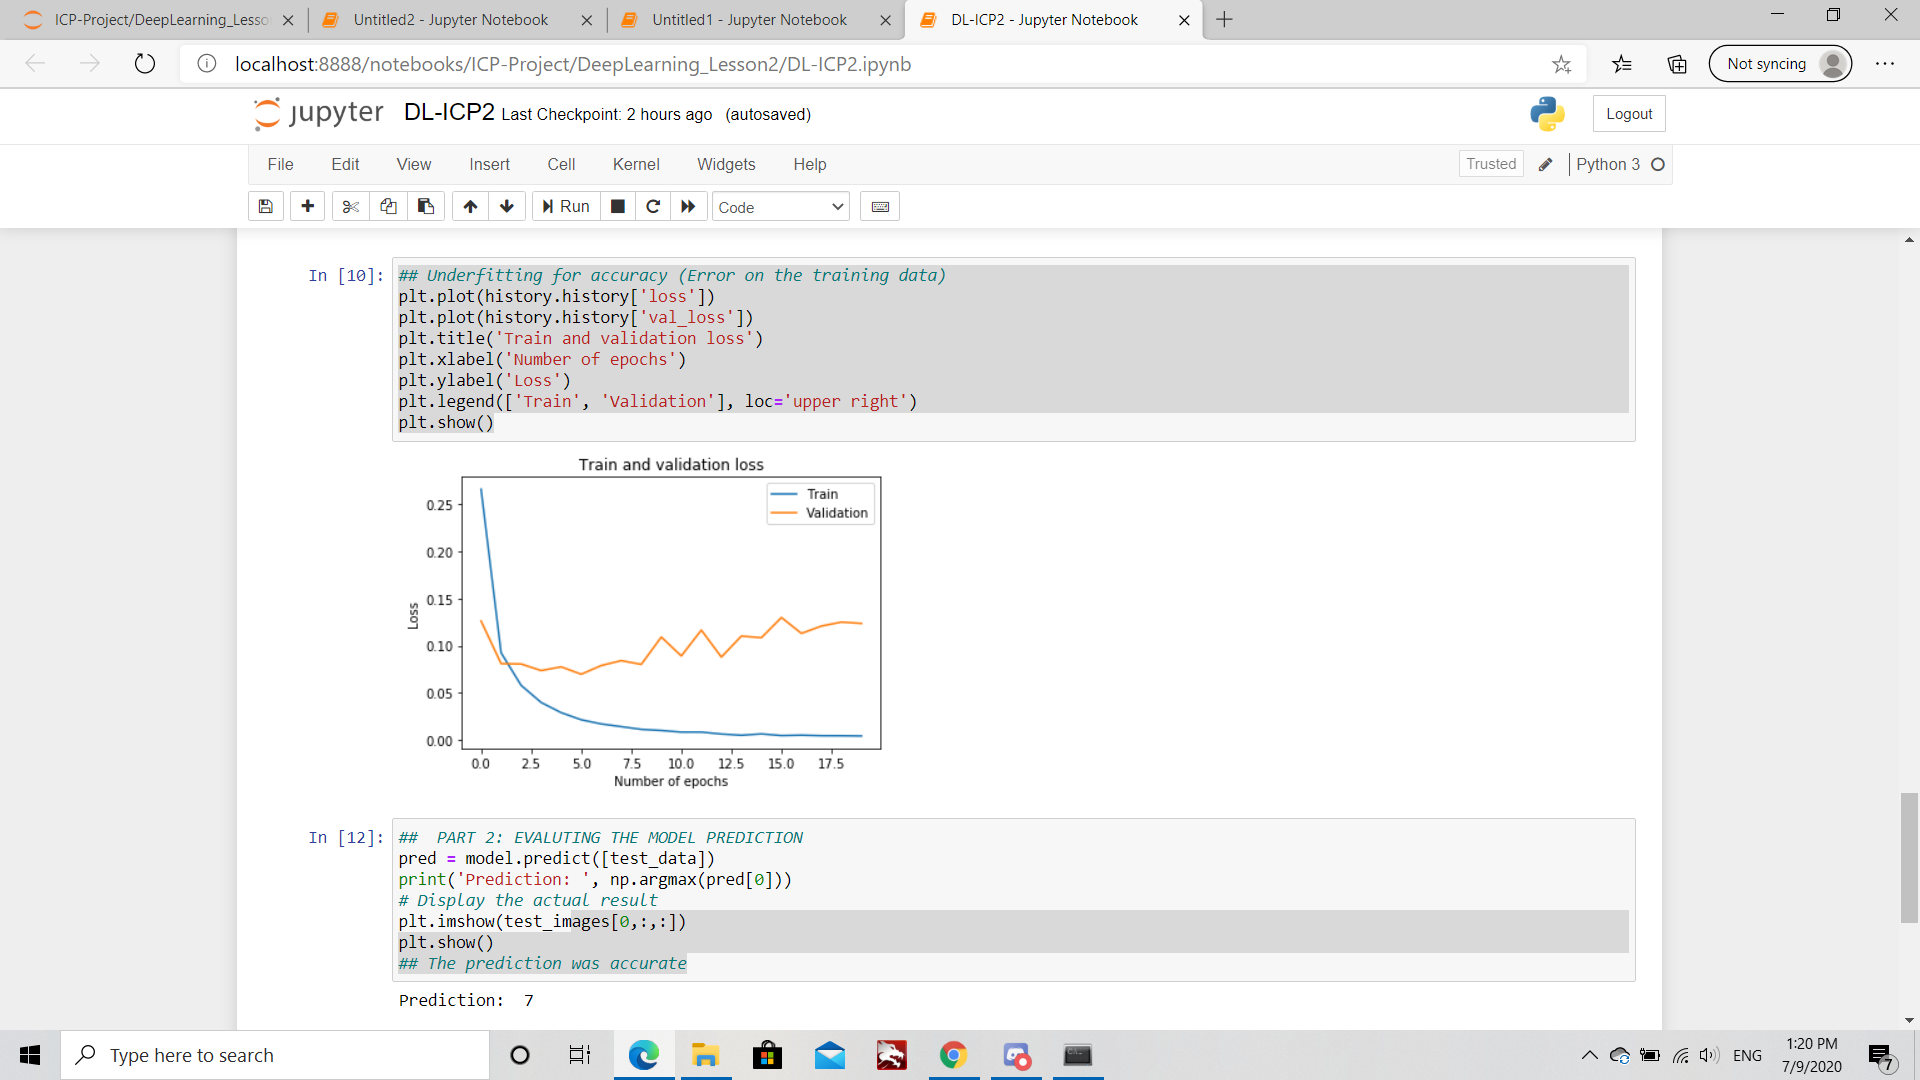 ICP-Project/DeepLearning_Lesso
Untitled2 - Jupyter Notebook
Untitled1 - Jupyter Notebook
DL-ICP2 - Jupyter Notebook
localhost:8888/notebooks/ICP-Project/DeepLearning_Lesson2/DL-ICP2.ipynb
Not syncing
jupyter DL-ICP2 Last Checkpoint: 2 hours ago (autosaved)
Logout
File Edit View Insert Cell Kernel Widgets Help
Trusted
Python 3
Run
Code
In [10]:
## Underfitting for accuracy (Error on the training data)
plt.plot(history.history['loss'])
plt.plot(history.history['val_loss'])
plt.title('Train and validation loss')
plt.xlabel('Number of epochs')
plt.ylabel('Loss')
plt.legend(['Train', 'Validation'], loc='upper right')
plt.show()
Train and validation loss
Train
Validation
0.25
0.20
0.15
0.10
0.05
0.00
Loss
0.0 2.5 5.0 7.5 10.0 12.5 15.0 17.5
Number of epochs
In [12]:
##  PART 2: EVALUTING THE MODEL PREDICTION
pred = model.predict([test_data])
print('Prediction: ', np.argmax(pred[0]))
# Display the actual result
plt.imshow(test_images[0,:,:])
plt.show()
## The prediction was accurate
Prediction:  7
Type here to search
ENG
1:20 PM
7/9/2020
7